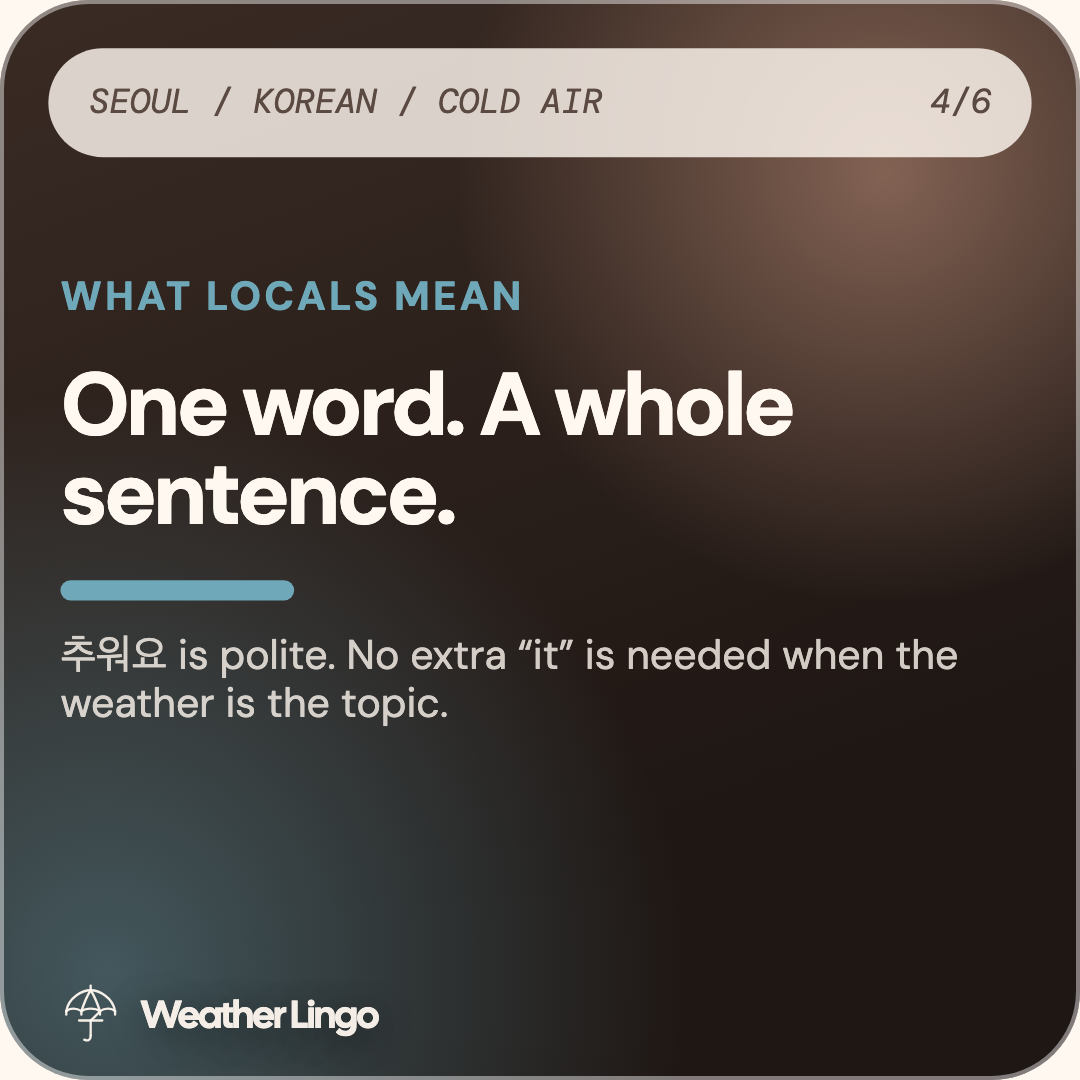 SEOUL / KOREAN / COLD AIR 4/6
WHAT LOCALS MEAN
One word. A whole
sentence.
추워요 is polite. No extra “it” is needed when the
weather is the topic.
Weather Lingo